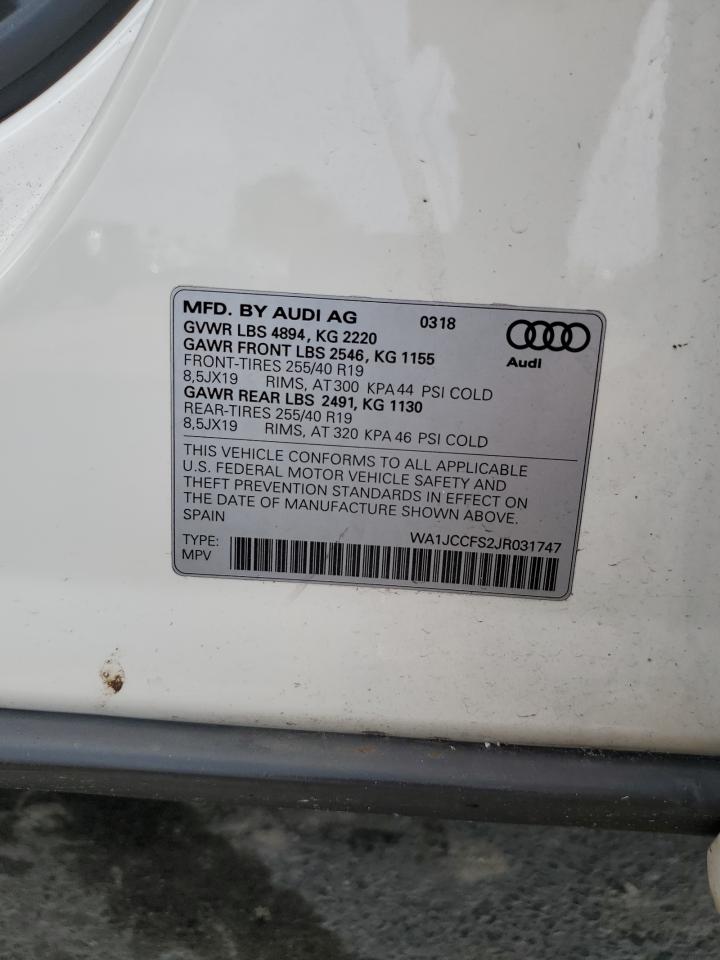 MFD. BY AUDI AG 0318
GVWR LBS 4894, KG 2220
GAWR FRONT LBS 2546, KG 1155
FRONT-TIRES 255/40 R19
8,5JX19 RIMS, AT 300 KPA 44 PSI COLD
GAWR REAR LBS 2491, KG 1130
REAR-TIRES 255/40 R19
8,5JX19 RIMS, AT 320 KPA 46 PSI COLD
Audi
THIS VEHICLE CONFORMS TO ALL APPLICABLE
U.S. FEDERAL MOTOR VEHICLE SAFETY AND
THEFT PREVENTION STANDARDS IN EFFECT ON
THE DATE OF MANUFACTURE SHOWN ABOVE.
SPAIN
WA1JCCFS2JR031747
TYPE:
MPV